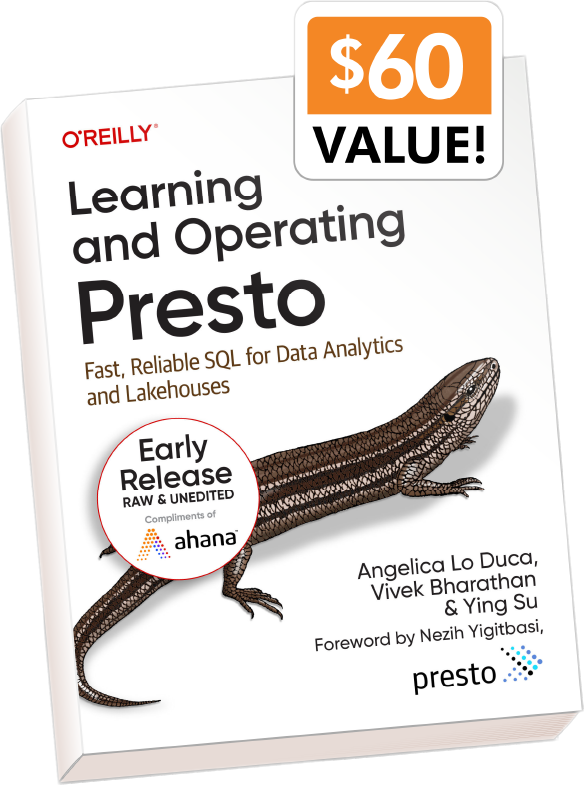 $60
VALUE!
O'REILLY®
Learning
and Operating
Presto
Fast, Reliable SQL for Data Analytics
and Lakehouses
Early
Release
RAW & UNEDITED
Compliments of
ahana™
Angelica Lo Duca,
Vivek Bharathan
& Ying Su
Foreword by Nezih Yigitbasi,
presto